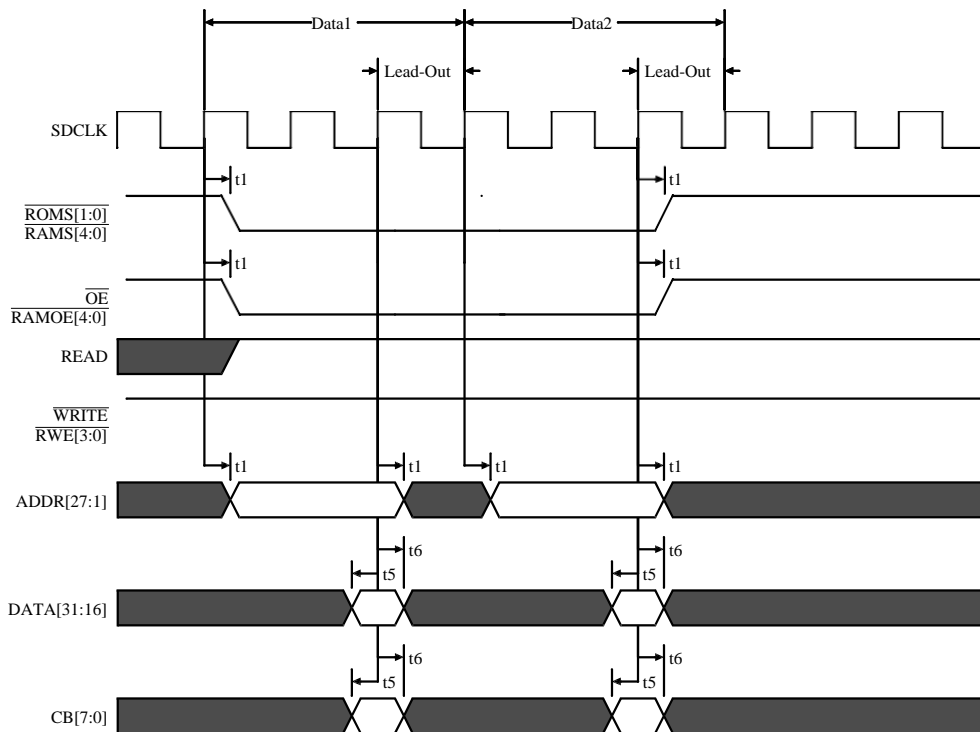 Data1 Data2
Lead-Out Lead-Out
SDCLK
t1 t1
ROMS[1:0]
RAMS[4:0]
t1 t1
OE
RAMOE[4:0]
READ
WRITE
RWE[3:0]
t1 t1 t1 t1
ADDR[27:1]
t6 t6
t5 t5
DATA[31:16]
t6 t6
t5 t5
CB[7:0]